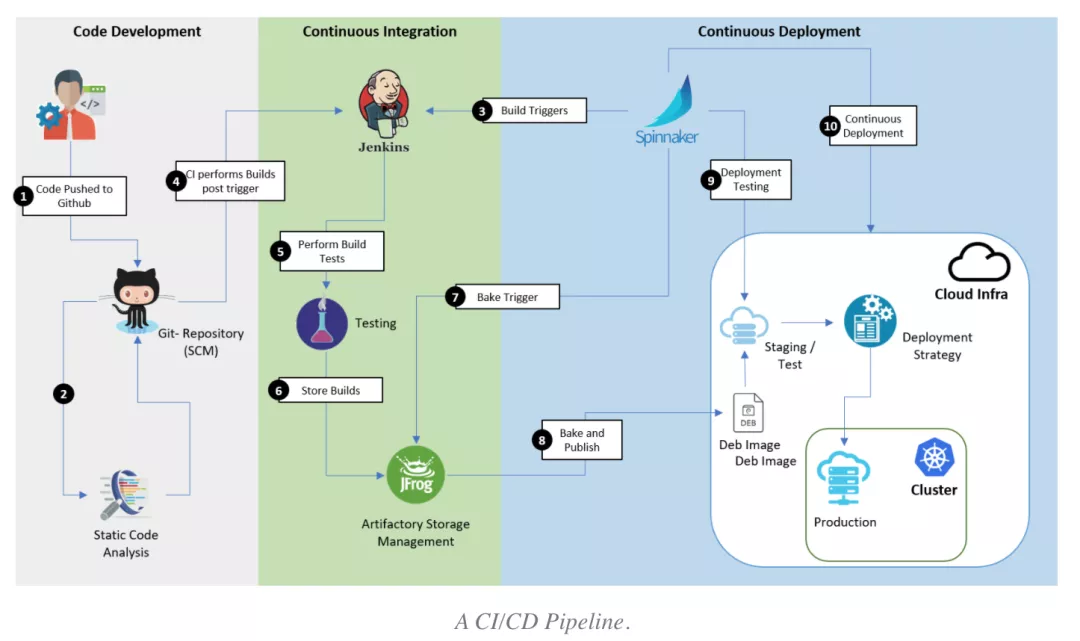 Code Development
Continuous Integration
Continuous Deployment
</>
Jenkins
3
Build Triggers
Spinnaker
10
Continuous
Deployment
1
Code Pushed to
Github
4
CI performs Builds
post trigger
9
Deployment
Testing
5
Perform Build
Tests
7
Bake Trigger
Cloud Infra
Git- Repository
(SCM)
Testing
Staging /
Test
Deployment
Strategy
2
6
Store Builds
8
Bake and
Publish
DEB
Deb Image
Deb Image
JFrog
Cluster
Static Code
Analysis
Artifactory Storage
Management
Production
A CI/CD Pipeline.